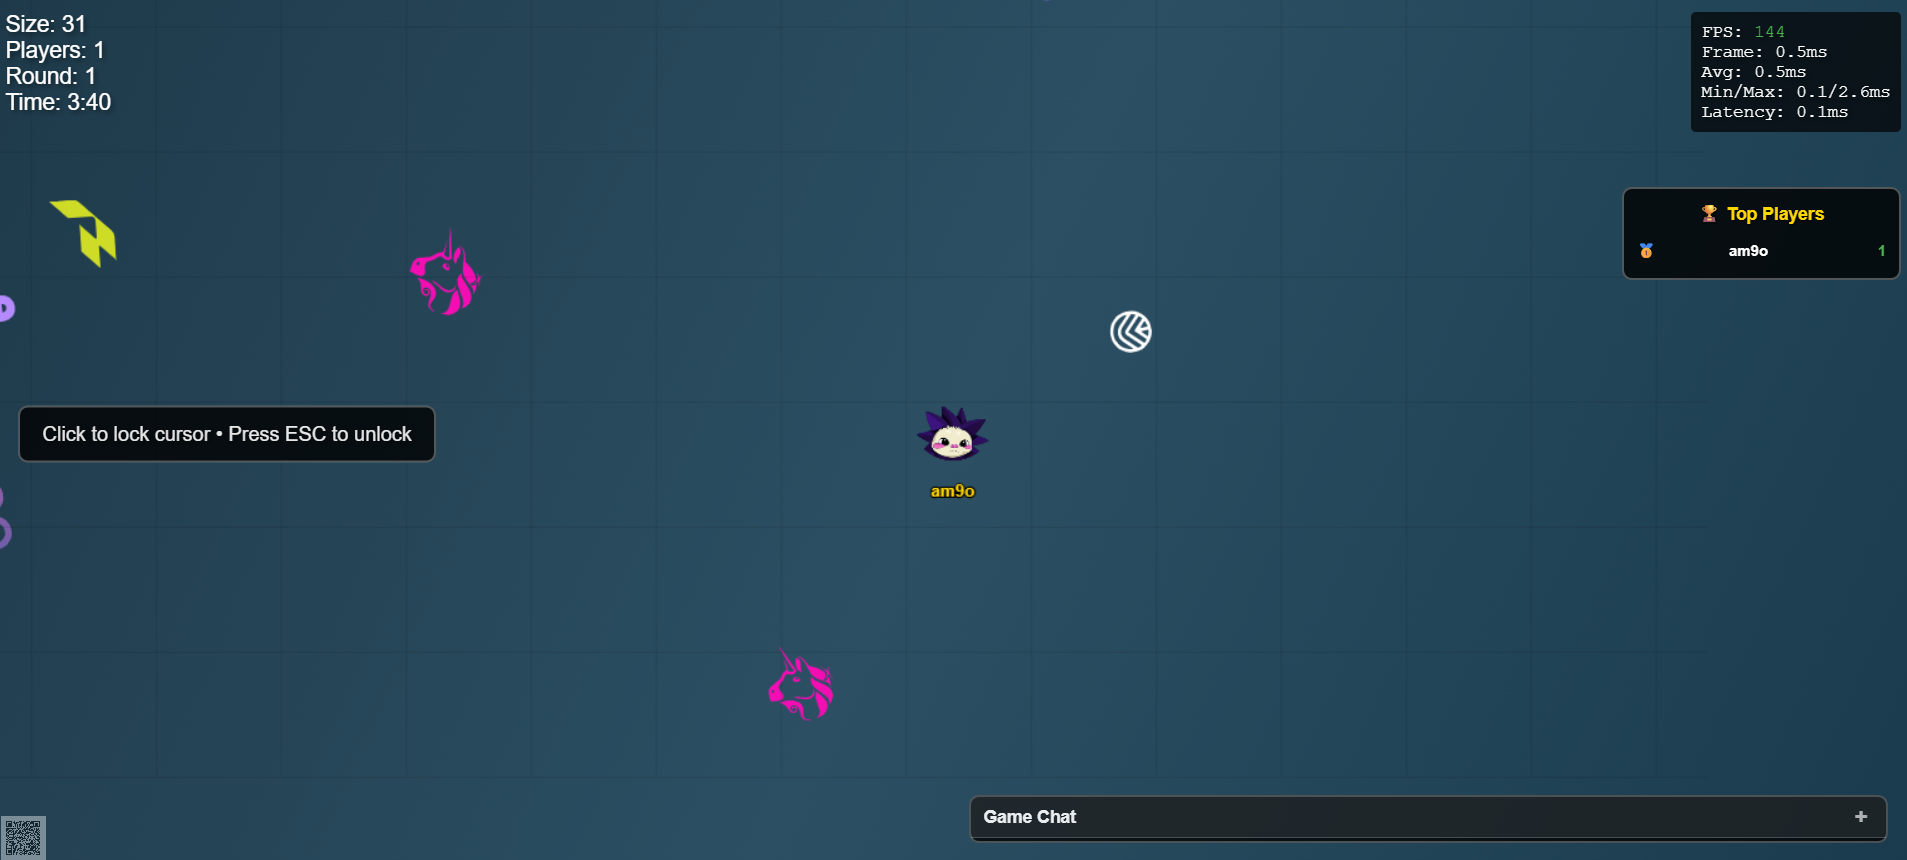 Size: 31
Players: 1
Round: 1
Time: 3:40
FPS: 144
Frame: 0.5ms
Avg: 0.5ms
Min/Max: 0.1/2.6ms
Latency: 0.1ms
🏆 Top Players
🥇 am9o 1
Click to lock cursor • Press ESC to unlock
am9o
Game Chat +